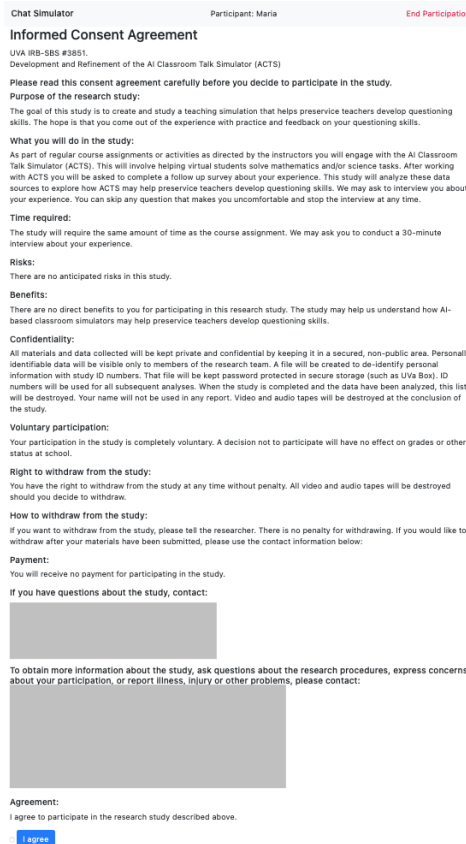 Chat Simulator Participant: Maria End Participatio
Informed Consent Agreement
UVA IRB-SBS #3851.
Development and Refinement of the AI Classroom Talk Simulator (ACTS)
Please read this consent agreement carefully before you decide to participate in the study.
Purpose of the research study:
The goal of this study is to create and study a teaching simulation that helps preservice teachers develop questioning
skills. The hope is that you come out of the experience with practice and feedback on your questioning skills.
What you will do in the study:
As part of regular course assignments or activities as directed by the instructors you will engage with the AI Classroom
Talk Simulator (ACTS). This will involve helping virtual students solve mathematics and/or science tasks. After working
with ACTS you will be asked to complete a follow up survey about your experience. This study will analyze these data
sources to explore how ACTS may help preservice teachers develop questioning skills. We may ask to interview you about
your experience. You can skip any question that makes you uncomfortable and stop the interview at any time.
Time required:
The study will require the same amount of time as the course assignment. We may ask you to conduct a 30-minute
interview about your experience.
Risks:
There are no anticipated risks in this study.
Benefits:
There are no direct benefits to you for participating in this research study. The study may help us understand how AI-
based classroom simulators may help preservice teachers develop questioning skills.
Confidentiality:
All materials and data collected will be kept private and confidential by keeping it in a secured, non-public area. Personall
identifiable data will be visible only to members of the research team. A file will be created to de-identify personal
information with study ID numbers. That file will be kept password protected in secure storage (such as UVa Box). ID
numbers will be used for all subsequent analyses. When the study is completed and the data have been analyzed, this list
will be destroyed. Your name will not be used in any report. Video and audio tapes will be destroyed at the conclusion of
the study.
Voluntary participation:
Your participation in the study is completely voluntary. A decision not to participate will have no effect on grades or other
status at school.
Right to withdraw from the study:
You have the right to withdraw from the study at any time without penalty. All video and audio tapes will be destroyed
should you decide to withdraw.
How to withdraw from the study:
If you want to withdraw from the study, please tell the researcher. There is no penalty for withdrawing. If you would like to
withdraw after your materials have been submitted, please use the contact information below:
Payment:
You will receive no payment for participating in the study.
If you have questions about the study, contact:
To obtain more information about the study, ask questions about the research procedures, express concerns
about your participation, or report illness, injury or other problems, please contact:
Agreement:
I agree to participate in the research study described above.
I agree